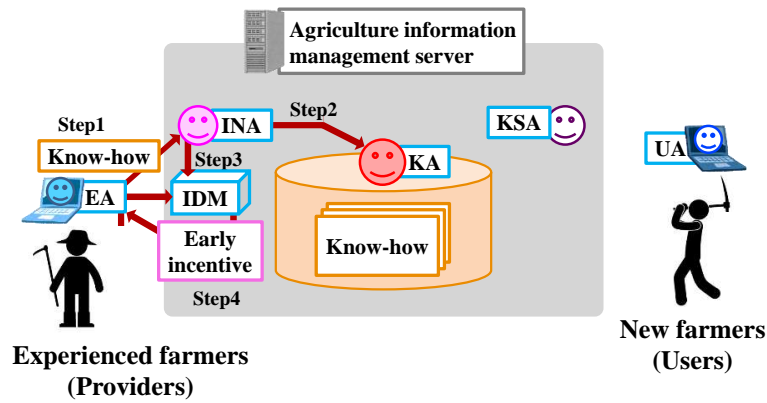 Agriculture information
management server
Step1
INA
Step2
KSA
Know-how
Step3
KA
UA
EA
IDM
Early
incentive
Know-how
Step4
Experienced farmers
(Providers)
New farmers
(Users)